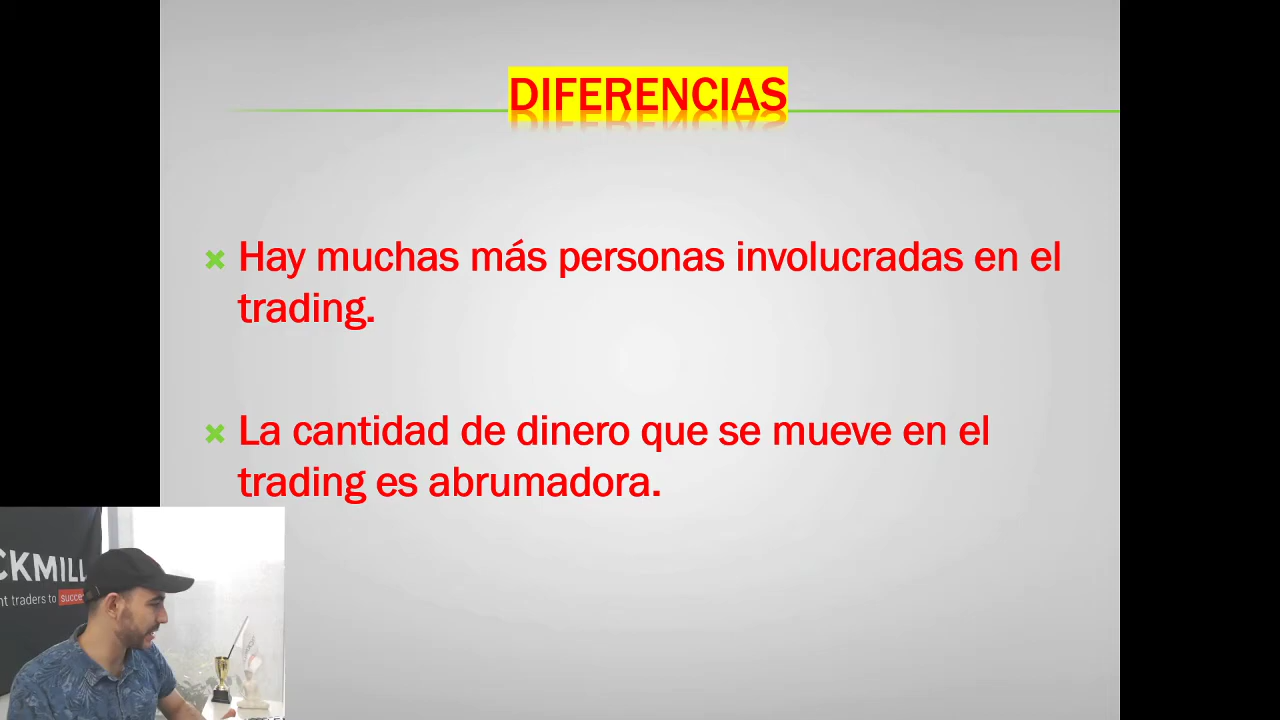 DIFERENCIAS
Hay muchas más personas involucradas en el
trading.
La cantidad de dinero que se mueve en el
trading es abrumadora.
CKMILL
nt traders to succe